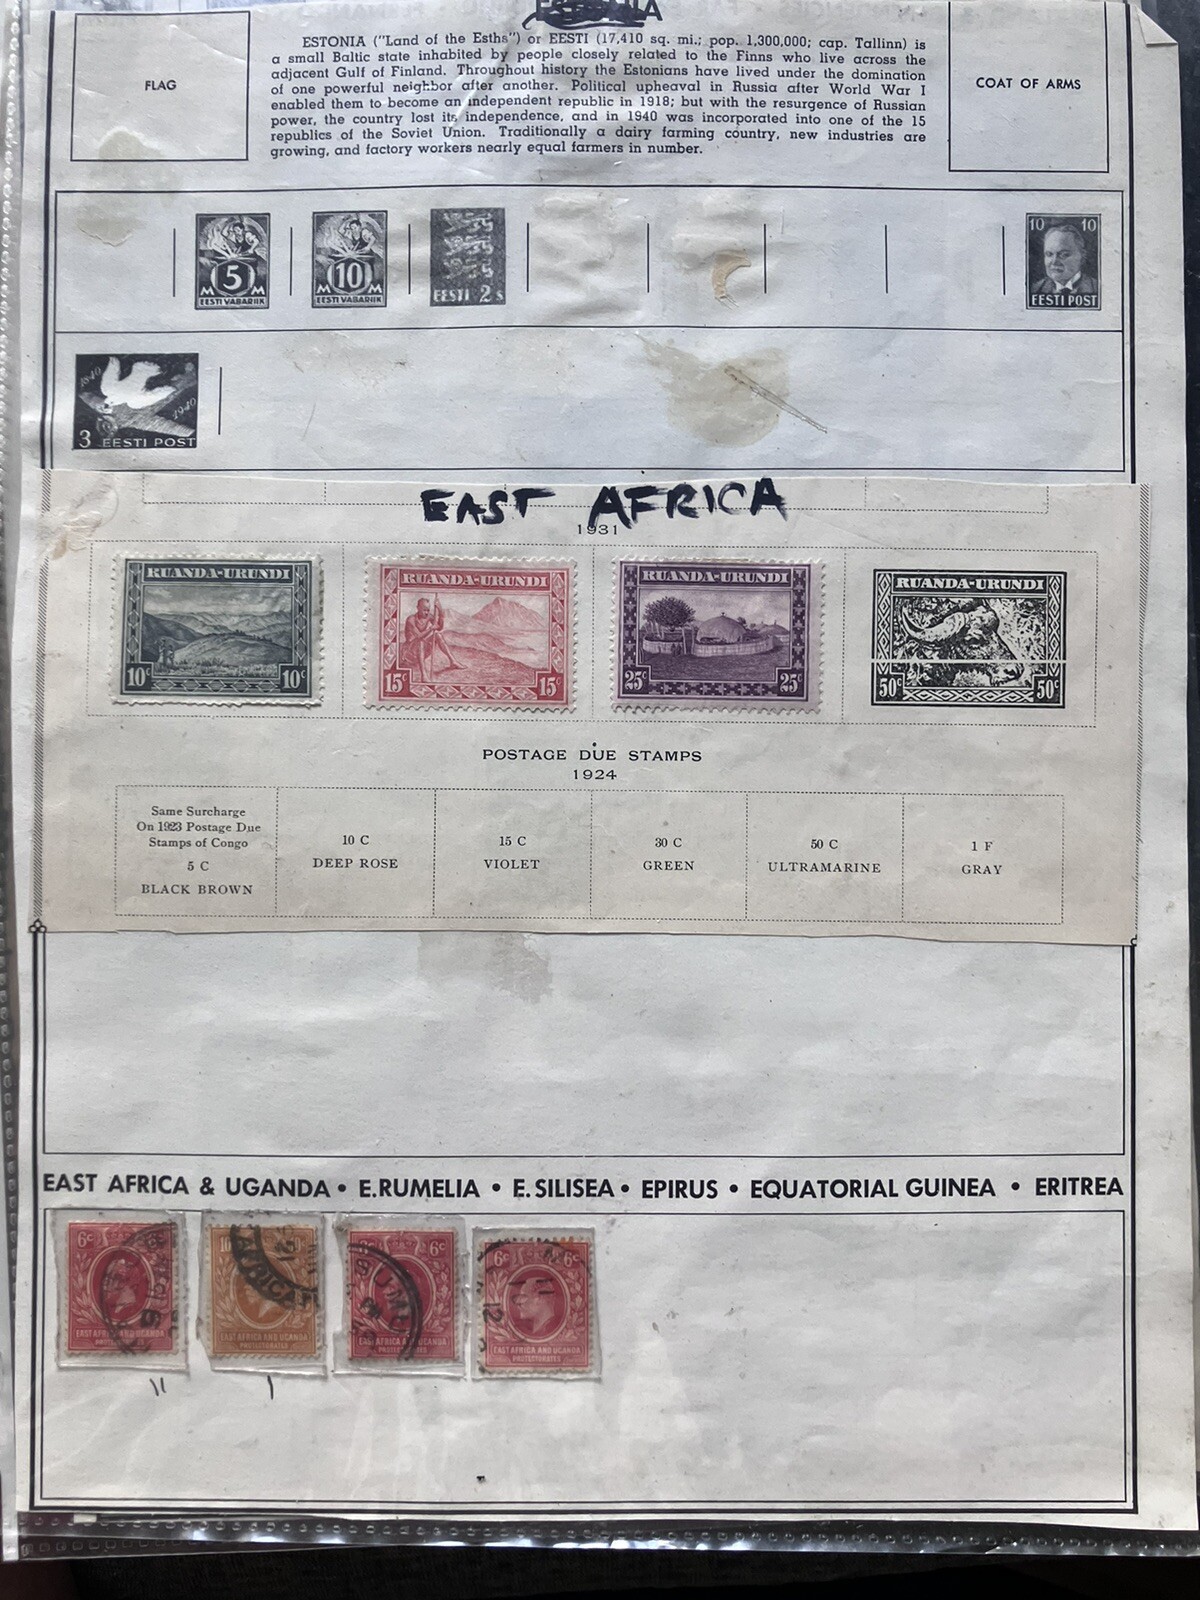 ESTONIA
ESTONIA ("Land of the Esths") or EESTI (17,410 sq. mi.; pop. 1,300,000; cap. Tallinn) is
a small Baltic state inhabited by people closely related to the Finns who live across the
adjacent Gulf of Finland. Throughout history the Estonians have lived under the domination
of one powerful neighbor after another. Political upheaval in Russia after World War I
enabled them to become an independent republic in 1918; but with the resurgence of Russian
power, the country lost its independence, and in 1940 was incorporated into one of the 15
republics of the Soviet Union. Traditionally a dairy farming country, new industries are
growing, and factory workers nearly equal farmers in number.
FLAG
COAT OF ARMS
M 5 M
EESTI VABARIIK
M 10 M
EESTI VABARIIK
EESTI 2 S
10 10
EESTI POST
1840
1940
3 EESTI POST
EAST AFRICA
1931
RUANDA-URUNDI
10c 10c
RUANDA-URUNDI
15c 15c
RUANDA-URUNDI
25c 25c
RUANDA-URUNDI
50c 50c
POSTAGE DUE STAMPS
1924
Same Surcharge
On 1923 Postage Due
Stamps of Congo
5 C
BLACK BROWN
10 C
DEEP ROSE
15 C
VIOLET
30 C
GREEN
50 C
ULTRAMARINE
1 F
GRAY
EAST AFRICA & UGANDA • E.RUMELIA • E. SILISEA • EPIRUS • EQUATORIAL GUINEA • ERITREA
6c
EAST AFRICA AND UGANDA
PROTECTORATES
EAST AFRICA AND UGANDA
PROTECTORATES
6c
EAST AFRICA AND UGANDA
PROTECTORATES
6c 6c
EAST AFRICA AND UGANDA
PROTECTORATES